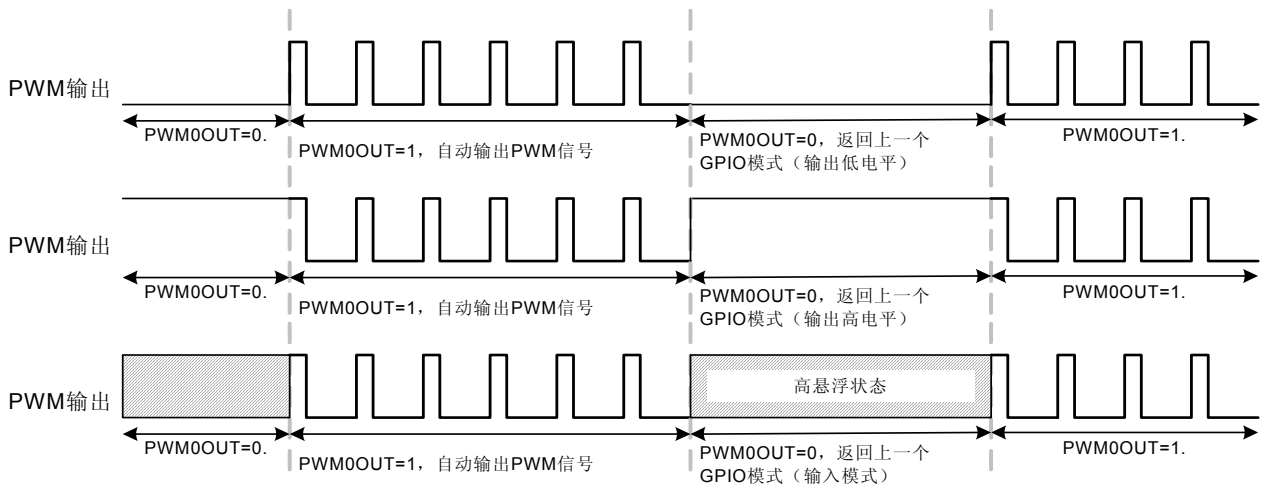 PWM输出
PWM0OUT=0.
PWM0OUT=1，自动输出PWM信号
PWM0OUT=0，返回上一个
GPIO模式（输出低电平）
PWM0OUT=1.
PWM输出
PWM0OUT=0.
PWM0OUT=1，自动输出PWM信号
PWM0OUT=0，返回上一个
GPIO模式（输出高电平）
PWM0OUT=1.
PWM输出
高悬浮状态
PWM0OUT=0.
PWM0OUT=1，自动输出PWM信号
PWM0OUT=0，返回上一个
GPIO模式（输入模式）
PWM0OUT=1.